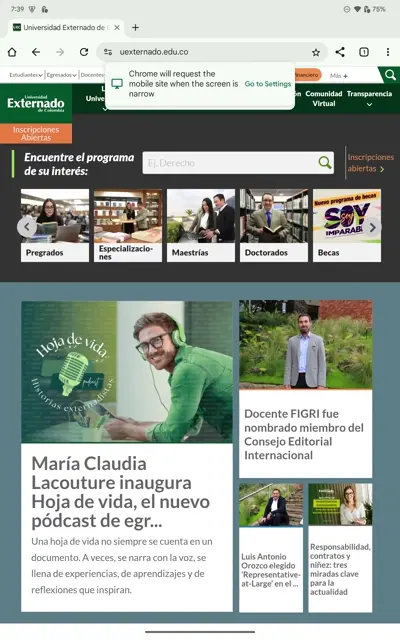 7:39
75%
Universidad Externado de C
uexternado.edu.co
Chrome will request the
mobile site when the screen is
narrow
Go to Settings
Estudiantes
Egresados
Docentes
Financiero
Más +
Universidad
Externado
de Colombia
Comunidad
Virtual
Transparencia
Inscripciones
Abiertas
Encuentre el programa
de su interés:
Ej. Derecho
Inscripciones
abiertas >
Pregrados
Especializacio-
nes
Maestrías
Doctorados
Nuevo programa de becas
SOY
IMPARABLE
Becas
Hoja de vida:
podcast
Historias externadistas
María Claudia
Lacouture inaugura
Hoja de vida, el nuevo
pódcast de egr...
Una hoja de vida no siempre se cuenta en un
documento. A veces, se narra con la voz, se
llena de experiencias, de aprendizajes y de
reflexiones que inspiran.
Docente FIGRI fue
nombrado miembro del
Consejo Editorial
Internacional
Luis Antonio
Orozco elegido
'Representative-
at-Large' en el ...
Responsabilidad,
contratos y
niñez: tres
miradas clave
para la
actualidad